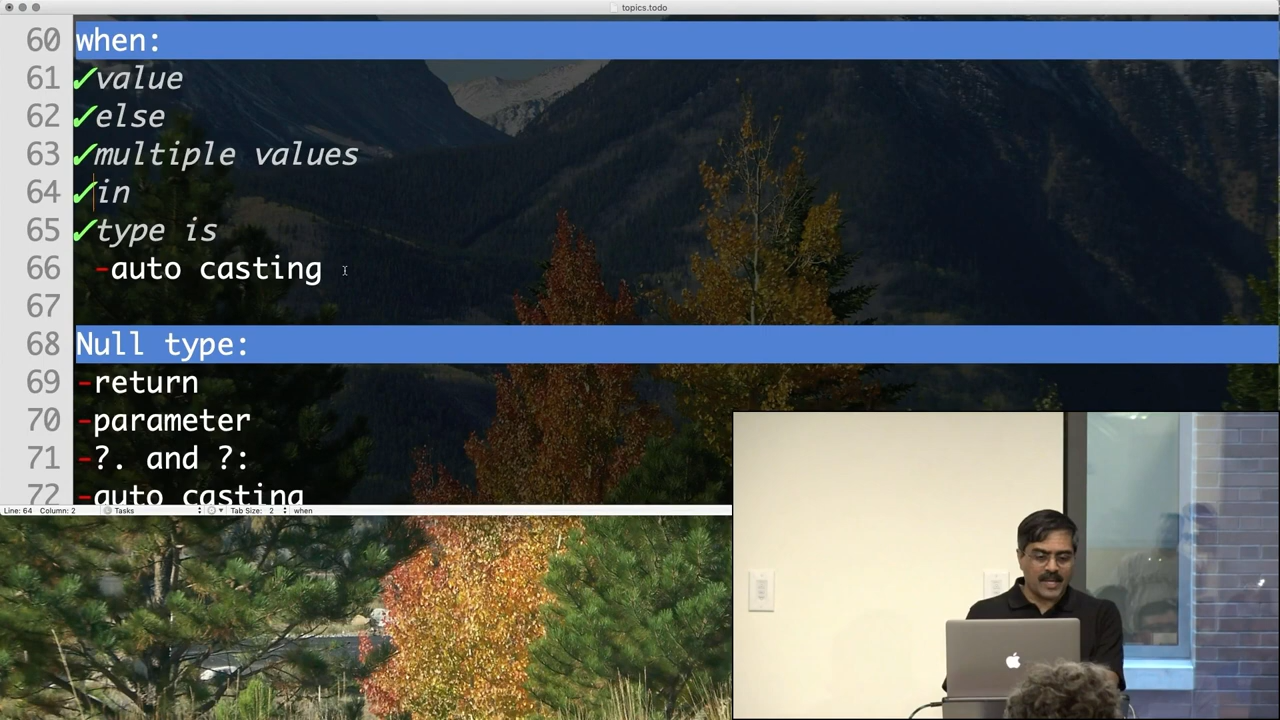 topics.todo
60 when:
61 ✓value
62 ✓else
63 ✓multiple values
64 ✓in
65 ✓type is
66 -auto casting
67
68 Null type:
69 -return
70 -parameter
71 -?. and ?:
72 -auto casting
Line: 64 Column: 2 Tasks Tab Size: 2 when